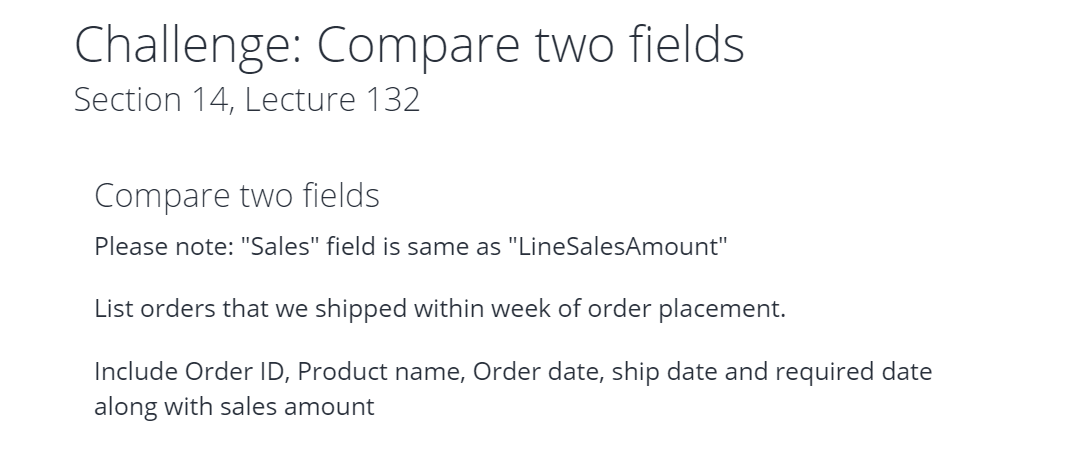 Challenge: Compare two fields
Section 14, Lecture 132
Compare two fields
Please note: "Sales" field is same as "LineSalesAmount"
List orders that we shipped within week of order placement.
Include Order ID, Product name, Order date, ship date and required date
along with sales amount